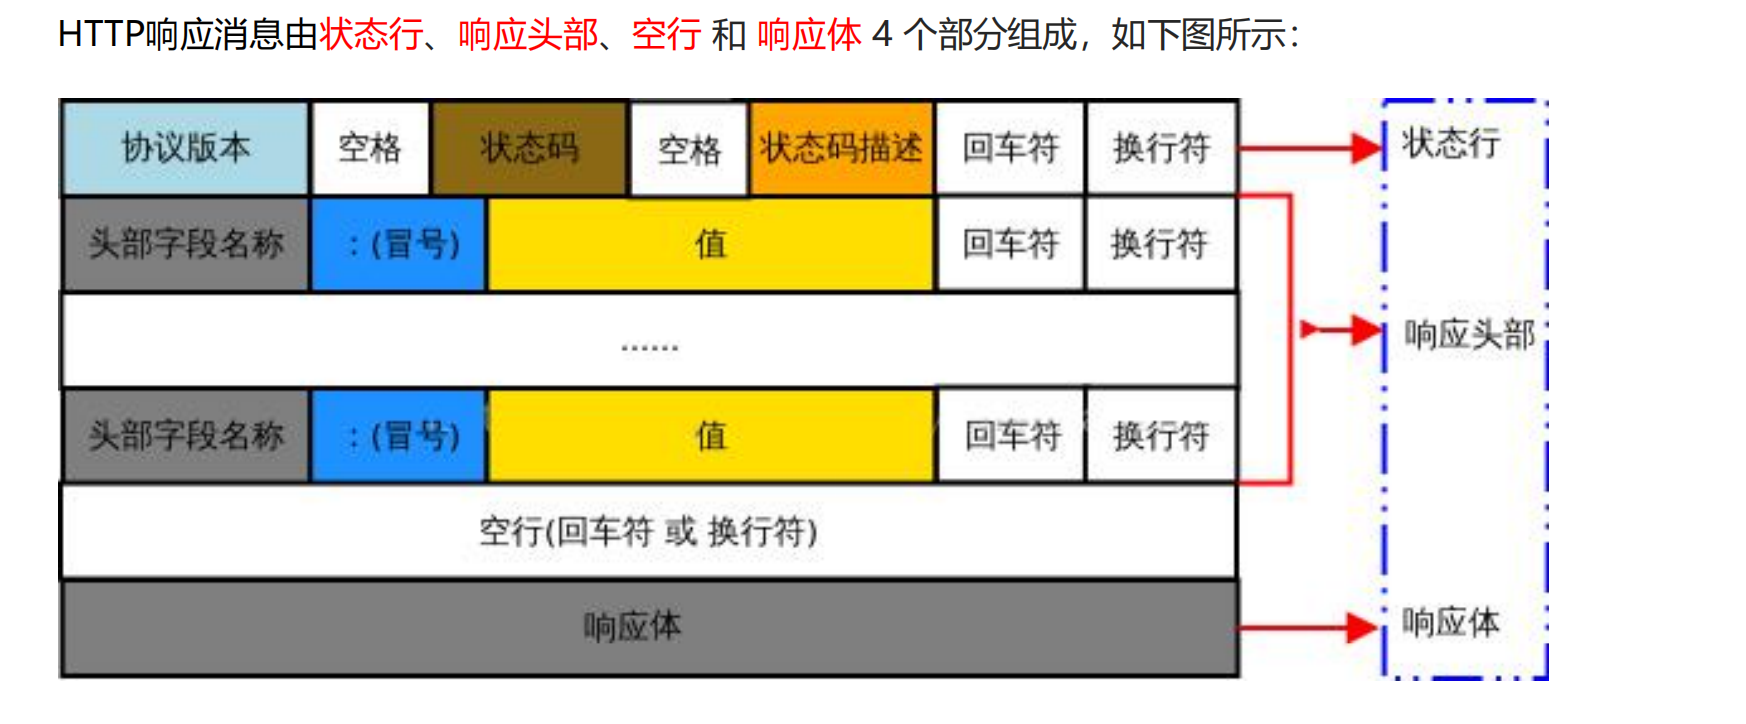 HTTP响应消息由状态行、响应头部、空行 和 响应体 4 个部分组成，如下图所示：
协议版本 空格 状态码 空格 状态码描述 回车符 换行符 状态行
头部字段名称 ：(冒号) 值 回车符 换行符
...... 响应头部
头部字段名称 ：(冒号) 值 回车符 换行符
空行(回车符 或 换行符)
响应体 响应体